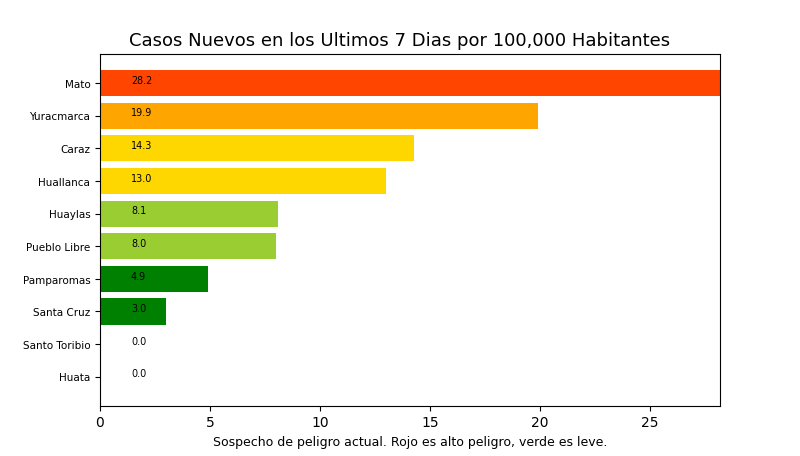 Casos Nuevos en los Ultimos 7 Dias por 100,000 Habitantes
Mato 28.2
Yuracmarca 19.9
Caraz 14.3
Huallanca 13.0
Huaylas 8.1
Pueblo Libre 8.0
Pamparomas 4.9
Santa Cruz 3.0
Santo Toribio 0.0
Huata 0.0
0 5 10 15 20 25
Sospecho de peligro actual. Rojo es alto peligro, verde es leve.